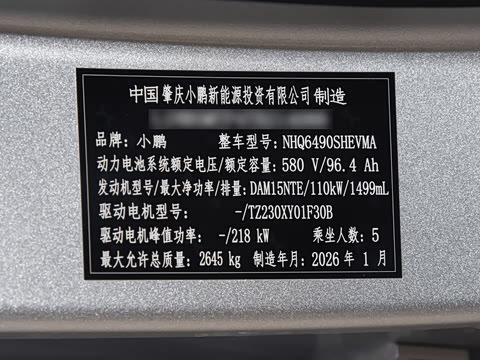 中国 肇庆小鹏新能源投资有限公司 制造
品牌：小鹏 整车型号：NHQ6490SHEVMA
动力电池系统额定电压/额定容量：580 V/96.4 Ah
发动机型号/最大净功率/排量：DAM15NTE/110kW/1499mL
驱动电机型号： -/TZ230XY01F30B
驱动电机峰值功率： -/218 kW 乘坐人数：5
最大允许总质量：2645 kg 制造年月：2026 年 1 月